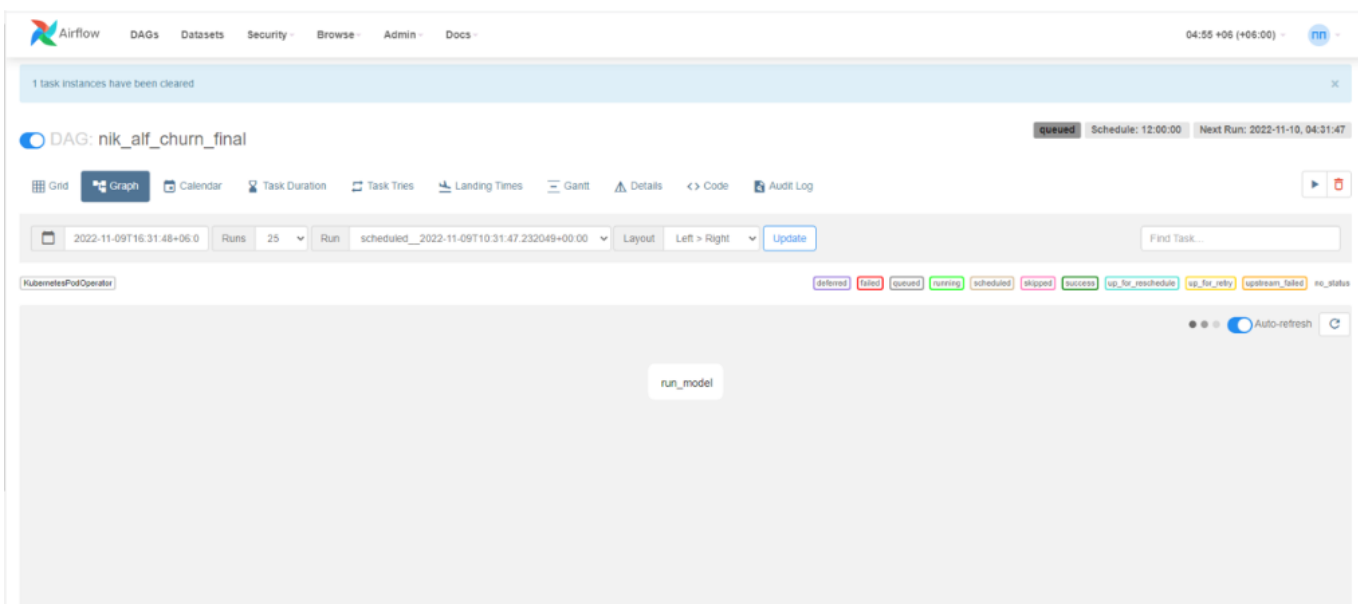 Airflow DAGs Datasets Security Browse Admin Docs 04:55 +06 (+06:00) пп
1 task instances have been cleared ×
DAG: nik_alf_churn_final queued Schedule: 12:00:00 Next Run: 2022-11-10, 04:31:47
Grid Graph Calendar Task Duration Task Tries Landing Times Gantt Details <> Code Audit Log
2022-11-09T16:31:48+06:0 Runs 25 Run scheduled__2022-11-09T10:31:47.232049+00:00 Layout Left > Right Update Find Task...
KubernetesPodOperator deferred failed queued running scheduled skipped success up_for_reschedule up_for_retry upstream_failed no_status
Auto-refresh
run_model